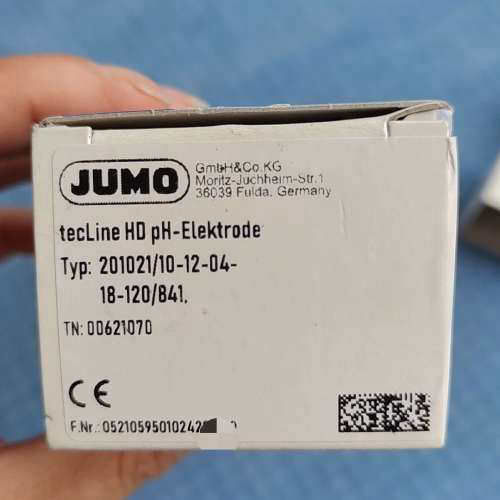 JUMO
GmbH&Co.KG
Moritz-Juchheim-Str.1
36039 Fulda, Germany
tecLine HD pH-Elektrode
Typ: 201021/10-12-04-
18-120/841,
TN: 00621070
CE
F.Nr.: